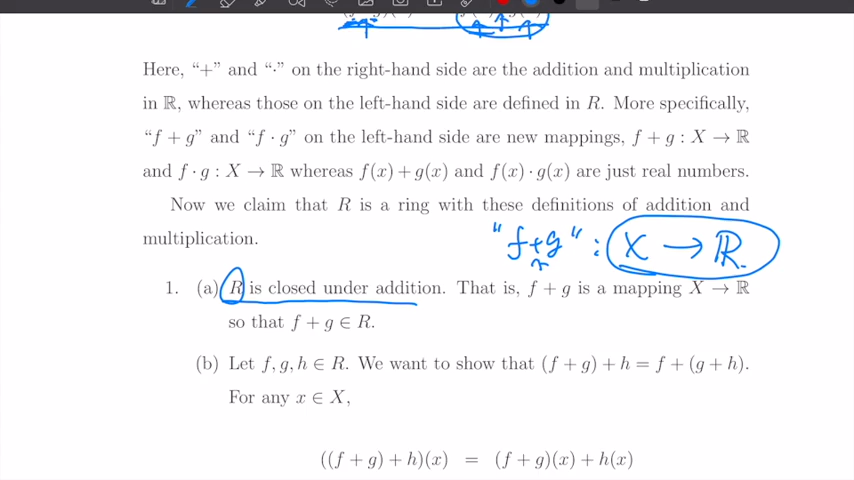 Here, “+” and “·” on the right-hand side are the addition and multiplication
in ℝ, whereas those on the left-hand side are defined in R. More specifically,
“f + g” and “f · g” on the left-hand side are new mappings, f + g : X → ℝ
and f · g : X → ℝ whereas f(x) + g(x) and f(x) · g(x) are just real numbers.
Now we claim that R is a ring with these definitions of addition and
multiplication.
"f+g" : X → ℝ
1. (a) R is closed under addition. That is, f + g is a mapping X → ℝ
so that f + g ∈ R.
(b) Let f, g, h ∈ R. We want to show that (f + g) + h = f + (g + h).
For any x ∈ X,
((f + g) + h)(x) = (f + g)(x) + h(x)